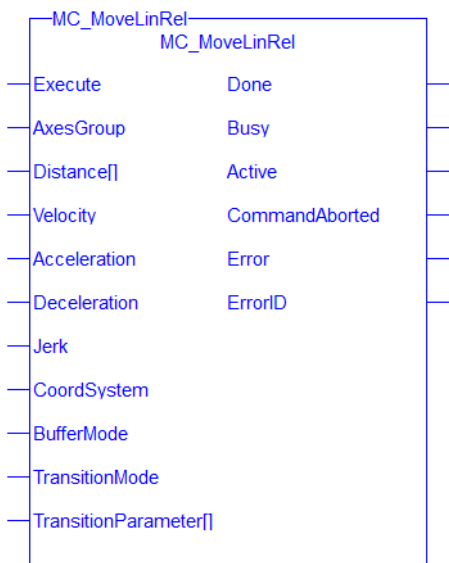 MC_MoveLinRel
MC_MoveLinRel
Execute Done
AxesGroup Busy
Distance[] Active
Velocity CommandAborted
Acceleration Error
Deceleration ErrorID
Jerk
CoordSystem
BufferMode
TransitionMode
TransitionParameter[]